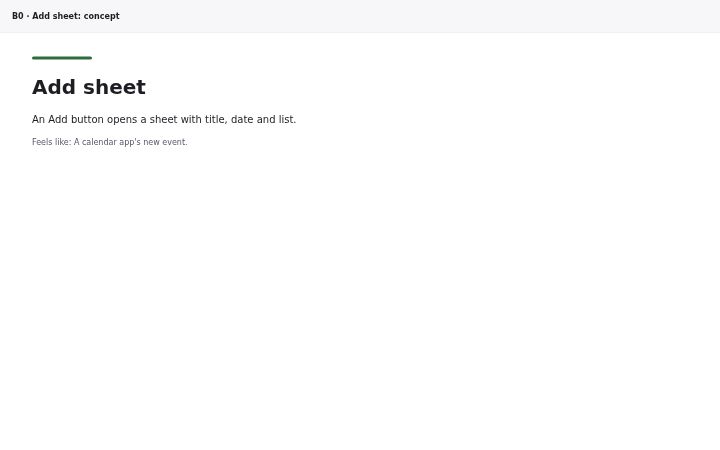 B0 · Add sheet: concept
Add sheet
An Add button opens a sheet with title, date and list.
Feels like: A calendar app's new event.